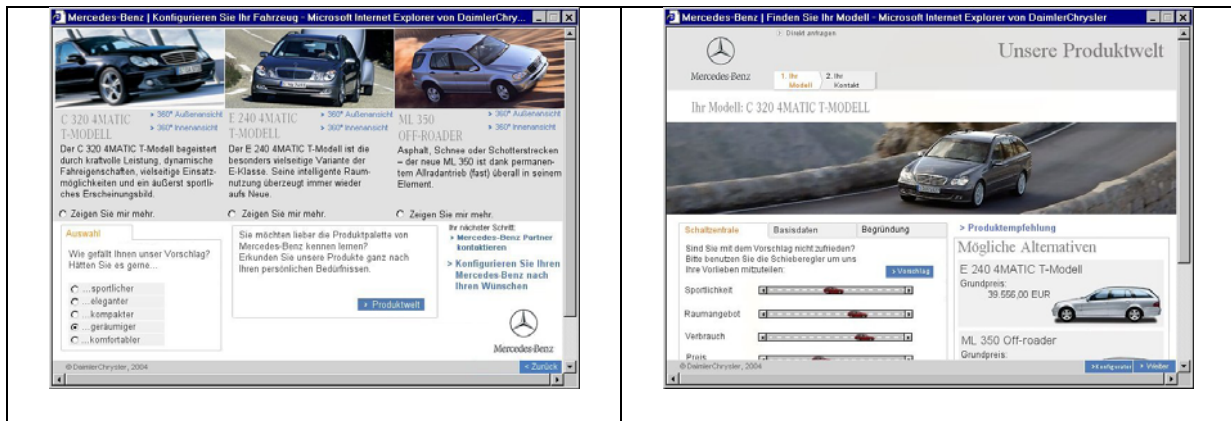 Mercedes-Benz | Konfigurieren Sie Ihr Fahrzeug - Microsoft Internet Explorer von DaimlerChry...
C 320 4MATIC
T-MODELL
> 360° Außenansicht
> 360° Innenansicht
Der C 320 4MATIC T-Modell begeistert
durch kraftvolle Leistung, dynamische
Fahreigenschaften, vielseitige Einsatz-
möglichkeiten und ein äußerst sportli-
ches Erscheinungsbild.
Zeigen Sie mir mehr.
E 240 4MATIC
T-MODELL
> 360° Außenansicht
> 360° Innenansicht
Der E 240 4MATIC T-Modell ist die
besonders vielseitige Variante der
E-Klasse. Seine intelligente Raum-
nutzung überzeugt immer wieder
aufs Neue.
Zeigen Sie mir mehr.
ML 350
OFF-ROADER
> 360° Außenansicht
> 360° Innenansicht
Asphalt, Schnee oder Schotterstrecken
– der neue ML 350 ist dank permanen-
tem Allradantrieb (fast) überall in seinem
Element.
Zeigen Sie mir mehr.
Auswahl
Wie gefällt Ihnen unser Vorschlag?
Hätten Sie es gerne...
...sportlicher
...eleganter
...kompakter
...geräumiger
...komfortabler
Sie möchten lieber die Produktpalette von
Mercedes-Benz kennen lernen?
Erkunden Sie unsere Produkte ganz nach
Ihren persönlichen Bedürfnissen.
> Produktwelt
Ihr nächster Schritt:
> Mercedes-Benz Partner
kontaktieren
> Konfigurieren Sie Ihren
Mercedes-Benz nach
Ihren Wünschen
Mercedes-Benz
© DaimlerChrysler, 2004
< Zurück
Mercedes-Benz | Finden Sie Ihr Modell - Microsoft Internet Explorer von DaimlerChrysler
> Direkt anfragen
Mercedes-Benz
1. Ihr
Modell
2. Ihr
Kontakt
Unsere Produktwelt
Ihr Modell: C 320 4MATIC T-MODELL
Schaltzentrale
Basisdaten
Begründung
Sind Sie mit dem Vorschlag nicht zufrieden?
Bitte benutzen Sie die Schieberegler um uns
Ihre Vorlieben mitzuteilen:
> Vorschlag
Sportlichkeit
Raumangebot
Verbrauch
Preis
> Produktempfehlung
Mögliche Alternativen
E 240 4MATIC T-Modell
Grundpreis:
39.556,00 EUR
ML 350 Off-roader
Grundpreis:
© DaimlerChrysler, 2004
> Konfigurator
> Weiter